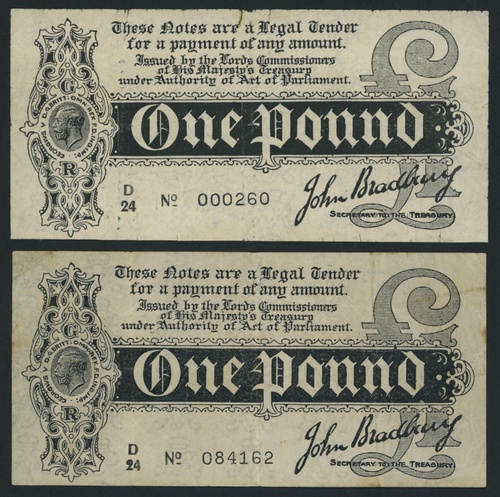 These Notes are a Legal Tender
for a payment of any amount.
Issued by the Lords Commissioners
of His Majesty's Treasury
under Authority of Act of Parliament.
G
R
One Pound
£1
D
24
No 000260
John Bradbury
SECRETARY TO THE TREASURY.
These Notes are a Legal Tender
for a payment of any amount.
Issued by the Lords Commissioners
of His Majesty's Treasury
under Authority of Act of Parliament.
G
R
One Pound
£1
D
24
No 084162
John Bradbury
SECRETARY TO THE TREASURY.